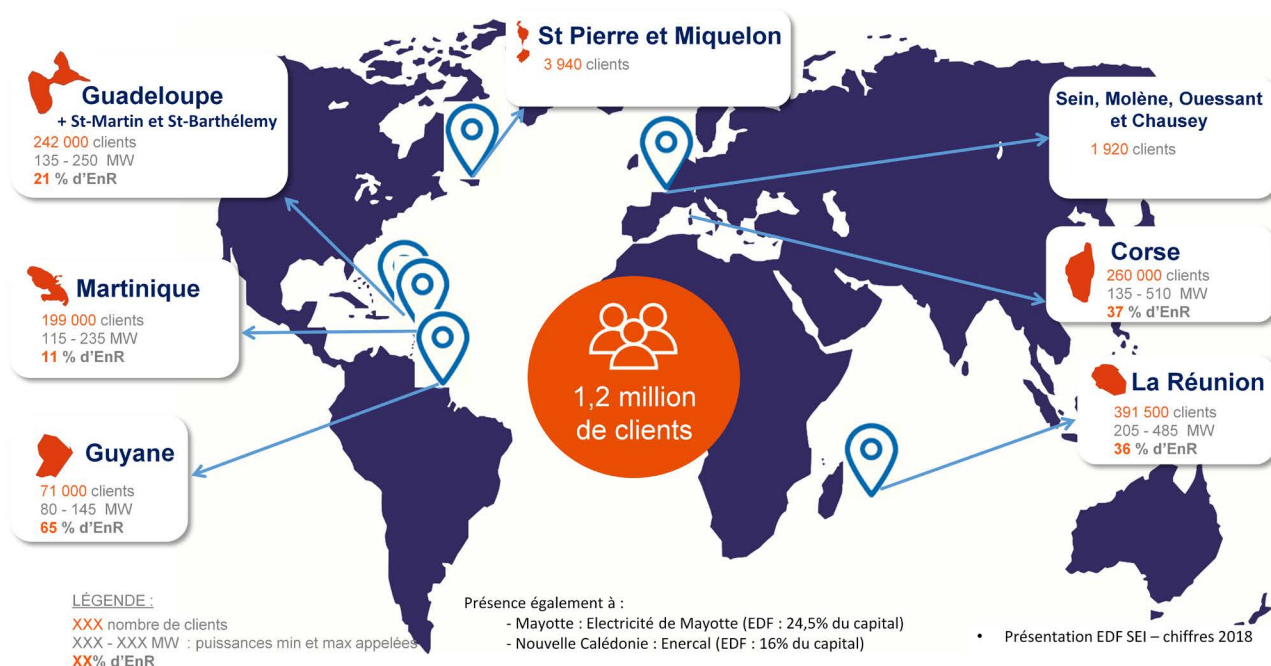 St Pierre et Miquelon
3 940 clients
Guadeloupe
+ St-Martin et St-Barthélemy
242 000 clients
135 - 250 MW
21 % d'EnR
Sein, Molène, Ouessant
et Chausey
1 920 clients
Martinique
199 000 clients
115 - 235 MW
11 % d'EnR
Corse
260 000 clients
135 - 510 MW
37 % d'EnR
1,2 million
de clients
La Réunion
391 500 clients
205 - 485 MW
36 % d'EnR
Guyane
71 000 clients
80 - 145 MW
65 % d'EnR
LÉGENDE :
XXX nombre de clients
XXX - XXX MW : puissances min et max appelées
XX% d'EnR
Présence également à :
- Mayotte : Electricité de Mayotte (EDF : 24,5% du capital)
- Nouvelle Calédonie : Enercal (EDF : 16% du capital)
• Présentation EDF SEI – chiffres 2018